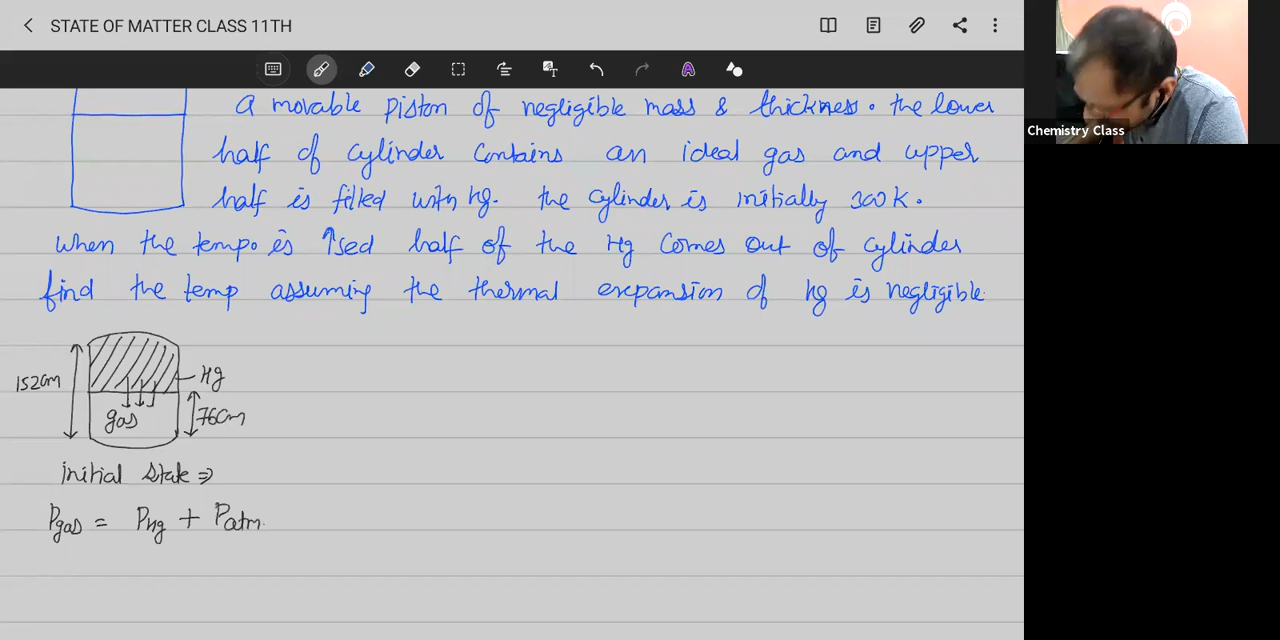 STATE OF MATTER CLASS 11TH
Chemistry Class
A movable piston of negligible mass & thickness. the lower
half of cylinder contains an ideal gas and upper
half is filled with hg. the cylinder is initially 300 K.
when the temp. is ↑sed half of the Hg comes out of cylinder
find the temp assuming the thermal expansion of hg is negligible.
152cm
Hg
gas
76cm
initial state ⇒
Pgas = Phg + Patm.